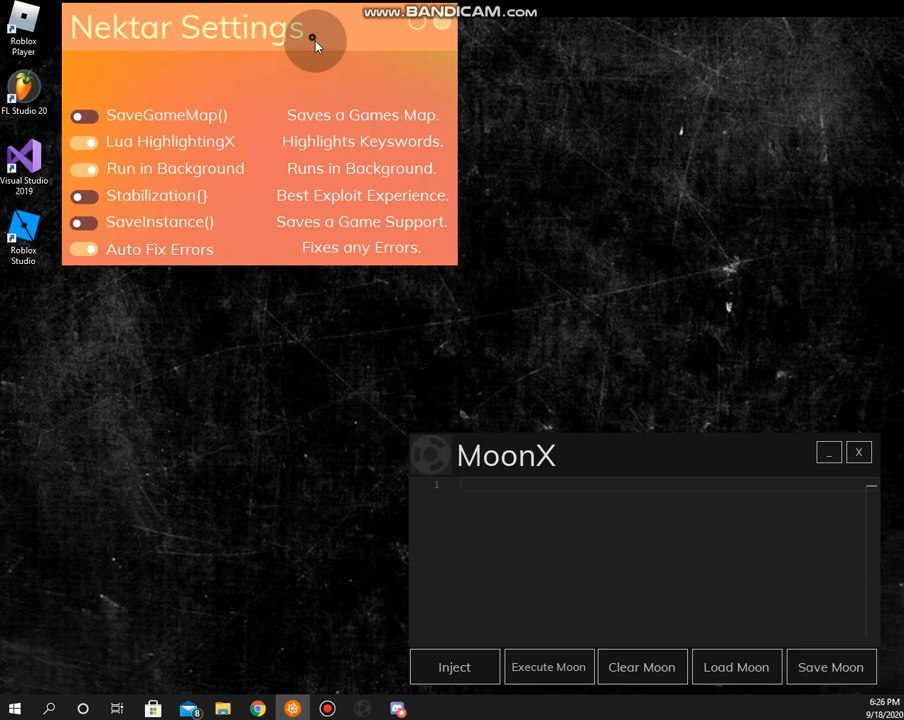 www.BANDICAM.com
Roblox
Player
FL Studio 20
Visual Studio
2019
Roblox
Studio
Nektar Settings
SaveGameMap() Saves a Games Map.
Lua HighlightingX Highlights Keyswords.
Run in Background Runs in Background.
Stabilization{} Best Exploit Experience.
SaveInstance() Saves a Game Support.
Auto Fix Errors Fixes any Errors.
MoonX
_ X
1
Inject Execute Moon Clear Moon Load Moon Save Moon
8
6:26 PM
9/18/2020